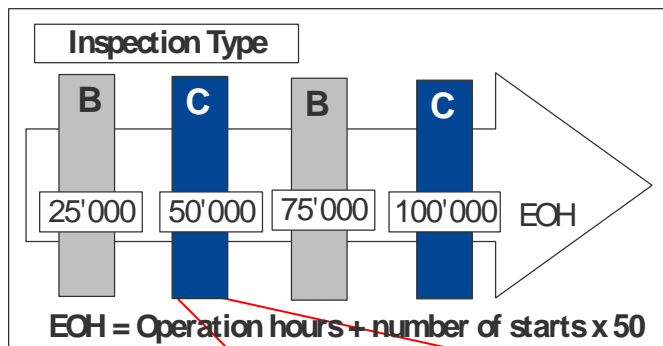 Inspection Type
B C B C
25'000 50'000 75'000 100'000 EOH
EOH = Operation hours + number of starts x 50